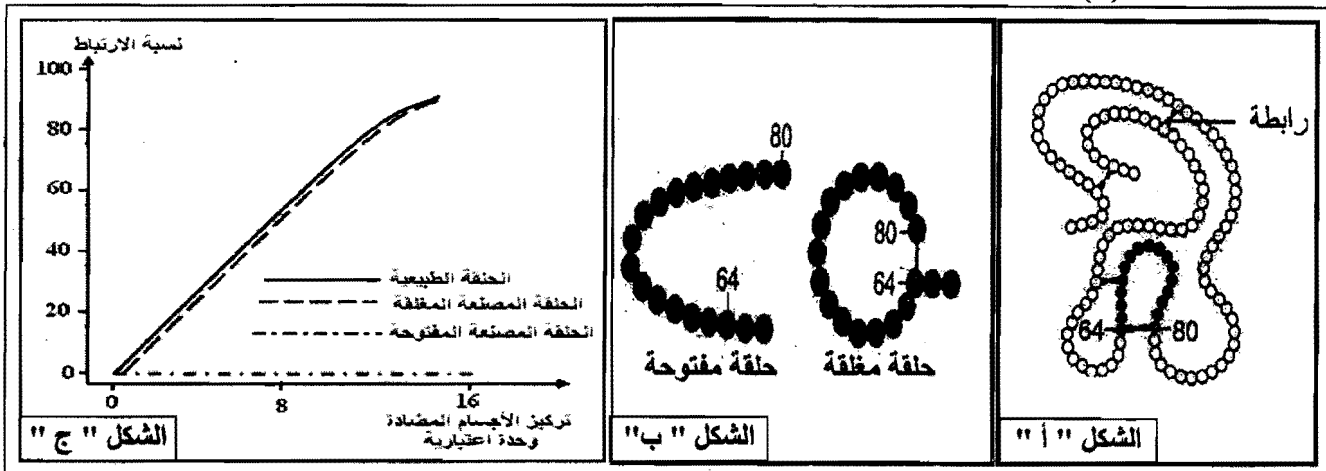 رابطة
64
80
الشكل " أ "
80
64
حلقة مفتوحة
80
64
حلقة مغلقة
الشكل " ب"
نسبة الارتباط
100
80
60
40
20
0
0
8
16
الحلقة الطبيعية
الحلقة المصنعة المغلقة
الحلقة المصنعة المفتوحة
تركيز الأجسام المضادة
وحدة اعتبارية
الشكل " ج "